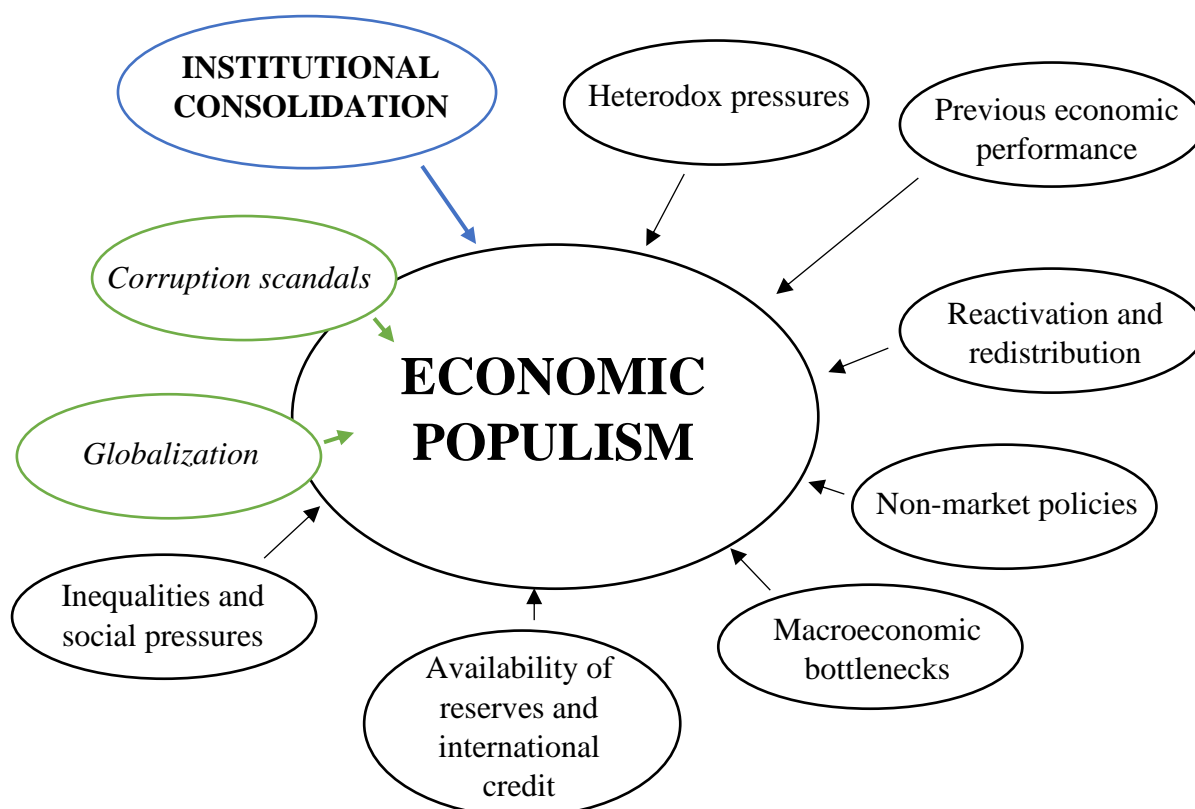 INSTITUTIONAL
CONSOLIDATION
Heterodox pressures
Previous economic
performance
Corruption scandals
Reactivation and
redistribution
ECONOMIC
POPULISM
Globalization
Non-market policies
Inequalities and
social pressures
Macroeconomic
bottlenecks
Availability of
reserves and
international
credit